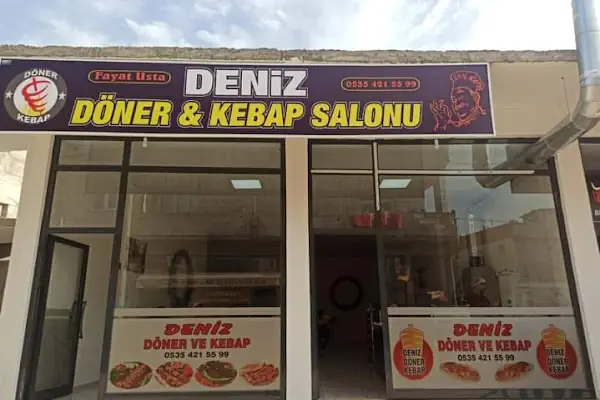 DÖNER
KEBAP
Fayat Usta
DENİZ
0535 421 55 99
DÖNER & KEBAP SALONU
DENİZ
DÖNER VE KEBAP
0535 421 55 99
DENİZ
DÖNER VE KEBAP
0535 421 55 99
DENİZ
DÖNER
KEBAP
DENİZ
DÖNER
KEBAP